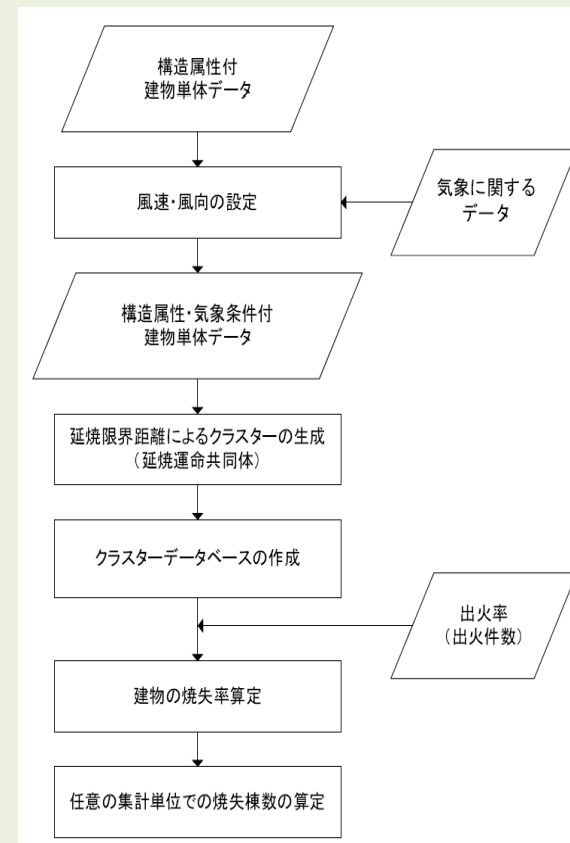 構造属性付
建物単体データ
風速・風向の設定
気象に関する
データ
構造属性・気象条件付
建物単体データ
延焼限界距離によるクラスターの生成
（延焼運命共同体）
クラスターデータベースの作成
出火率
（出火件数）
建物の焼失率算定
任意の集計単位での焼失棟数の算定